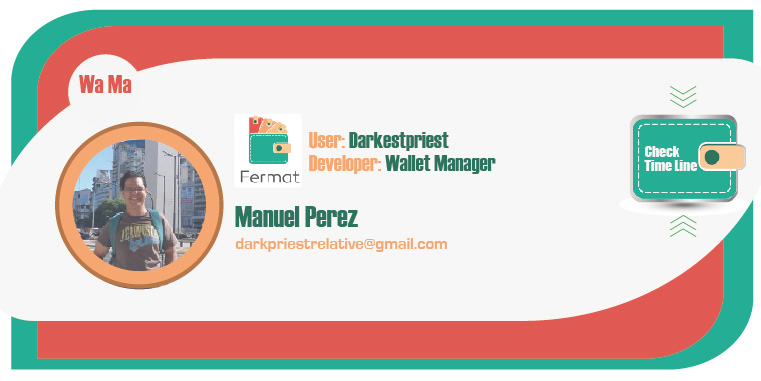 Wa Ma
User: Darkestpriest
Developer: Wallet Manager
Fermat
Manuel Perez
darkpriestrelative@gmail.com
Check
Time Line